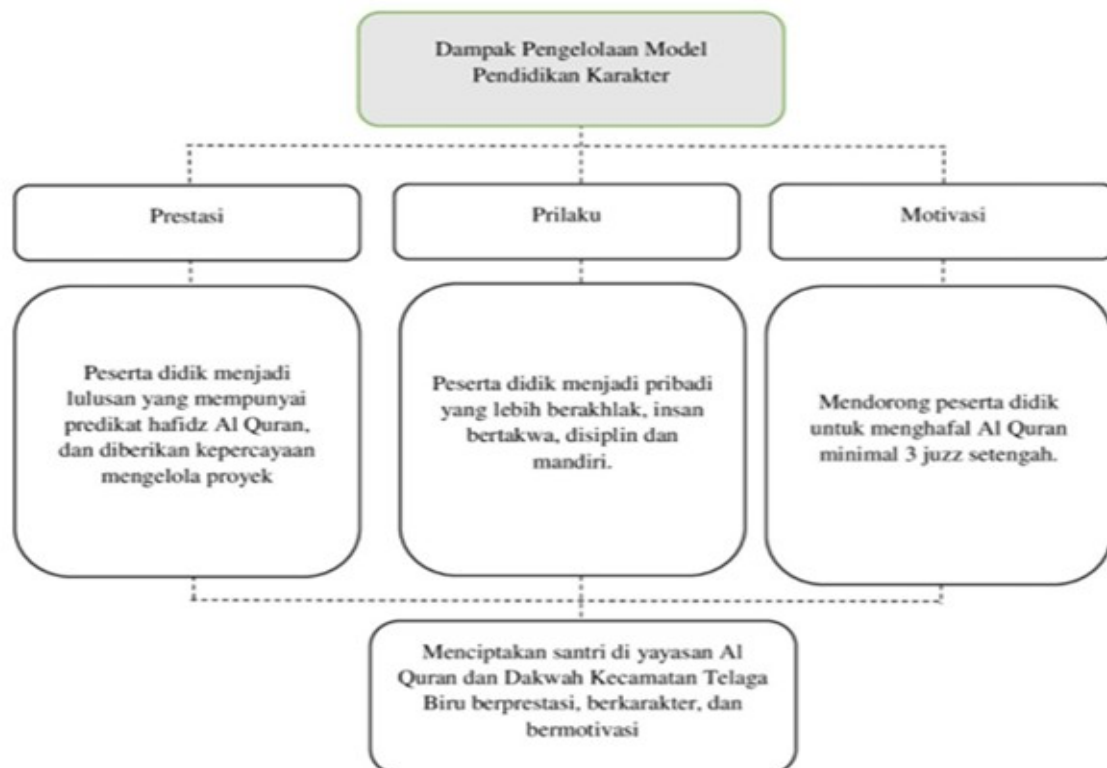 Dampak Pengelolaan Model
Pendidikan Karakter
Prestasi
Prilaku
Motivasi
Peserta didik menjadi
lulusan yang mempunyai
predikat hafidz Al Quran,
dan diberikan kepercayaan
mengelola proyek
Peserta didik menjadi pribadi
yang lebih berakhlak, insan
bertakwa, disiplin dan
mandiri.
Mendorong peserta didik
untuk menghafal Al Quran
minimal 3 juzz setengah.
Menciptakan santri di yayasan Al
Quran dan Dakwah Kecamatan Telaga
Biru berprestasi, berkarakter, dan
bermotivasi